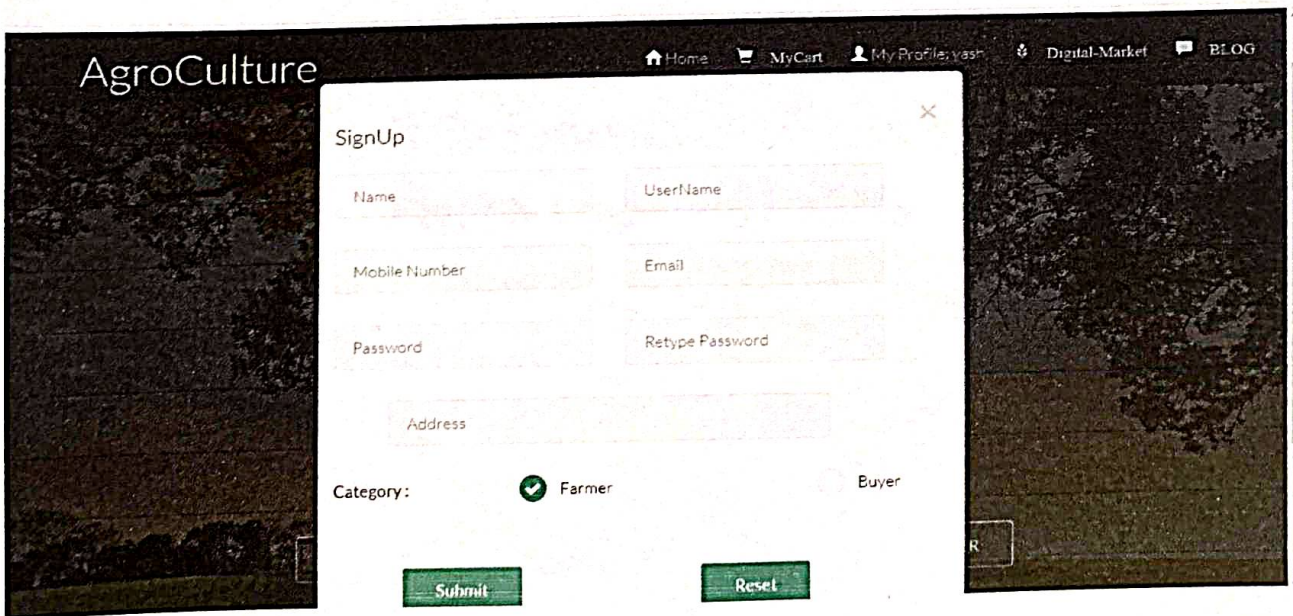 AgroCulture
Home MyCart My Profile: yash Digital-Market BLOG
×
SignUp
Name UserName
Mobile Number Email
Password Retype Password
Address
Category : Farmer Buyer
R
Submit Reset